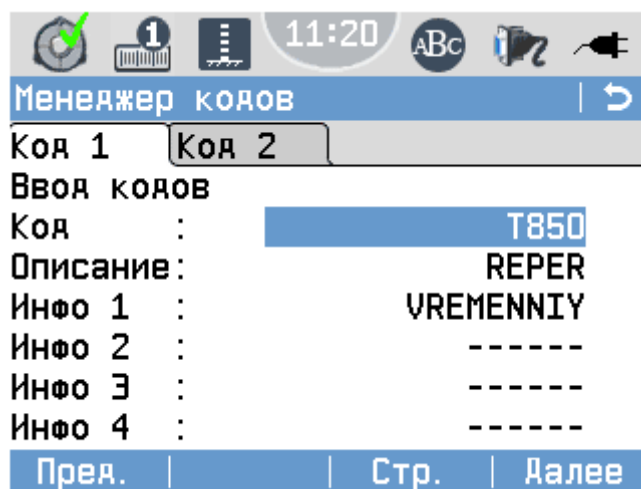 1 11:20 ABC
Менеджер кодов
Код 1 Код 2
Ввод кодов
Код : T850
Описание: REPER
Инфо 1 : VREMENNIY
Инфо 2 : ------
Инфо 3 : ------
Инфо 4 : ------
Пред. Стр. Далее